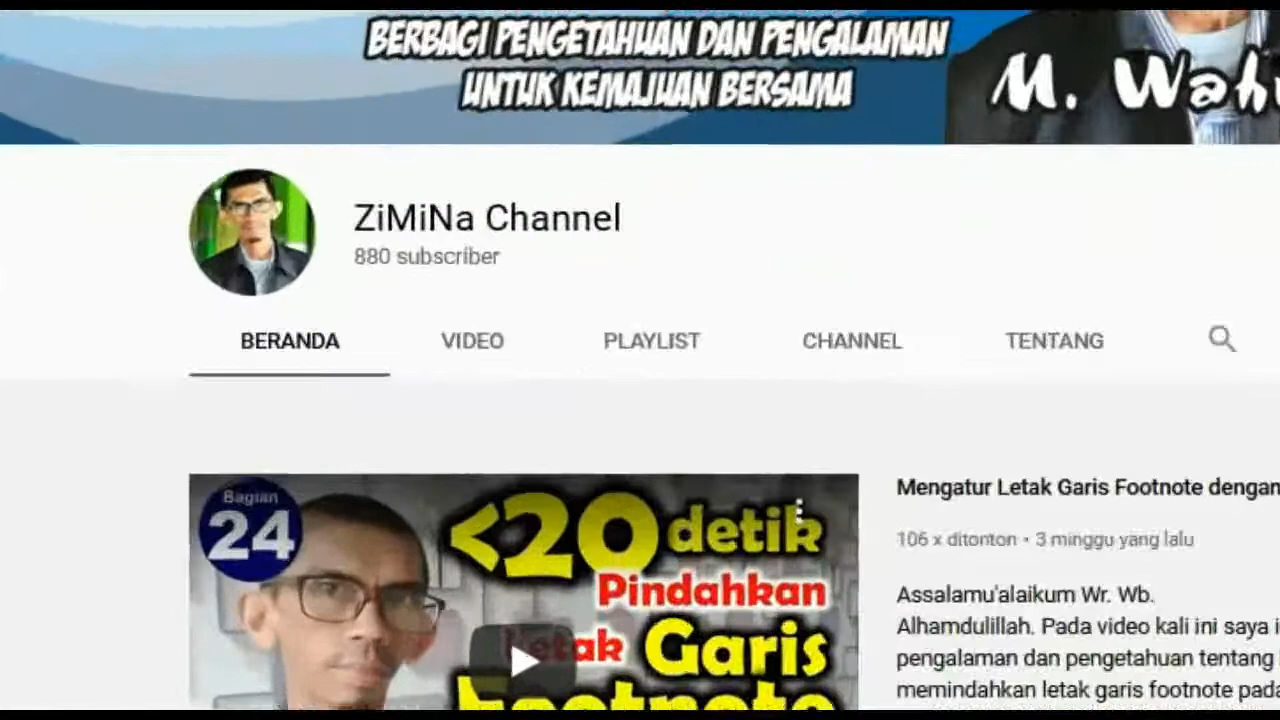 BERBAGI PENGETAHUAN DAN PENGALAMAN
UNTUK KEMAJUAN BERSAMA
M.
ZiMiNa Channel
880 subscriber
BERANDA VIDEO PLAYLIST CHANNEL TENTANG
Bagian
24
<20 detik
Pindahkan
Letak Garis
Footnote
Mengatur Letak Garis Footnote dengan
106 x ditonton • 3 minggu yang lalu
Assalamu'alaikum Wr. Wb.
Alhamdulillah. Pada video kali ini saya
pengalaman dan pengetahuan tentang
memindahkan letak garis footnote pada